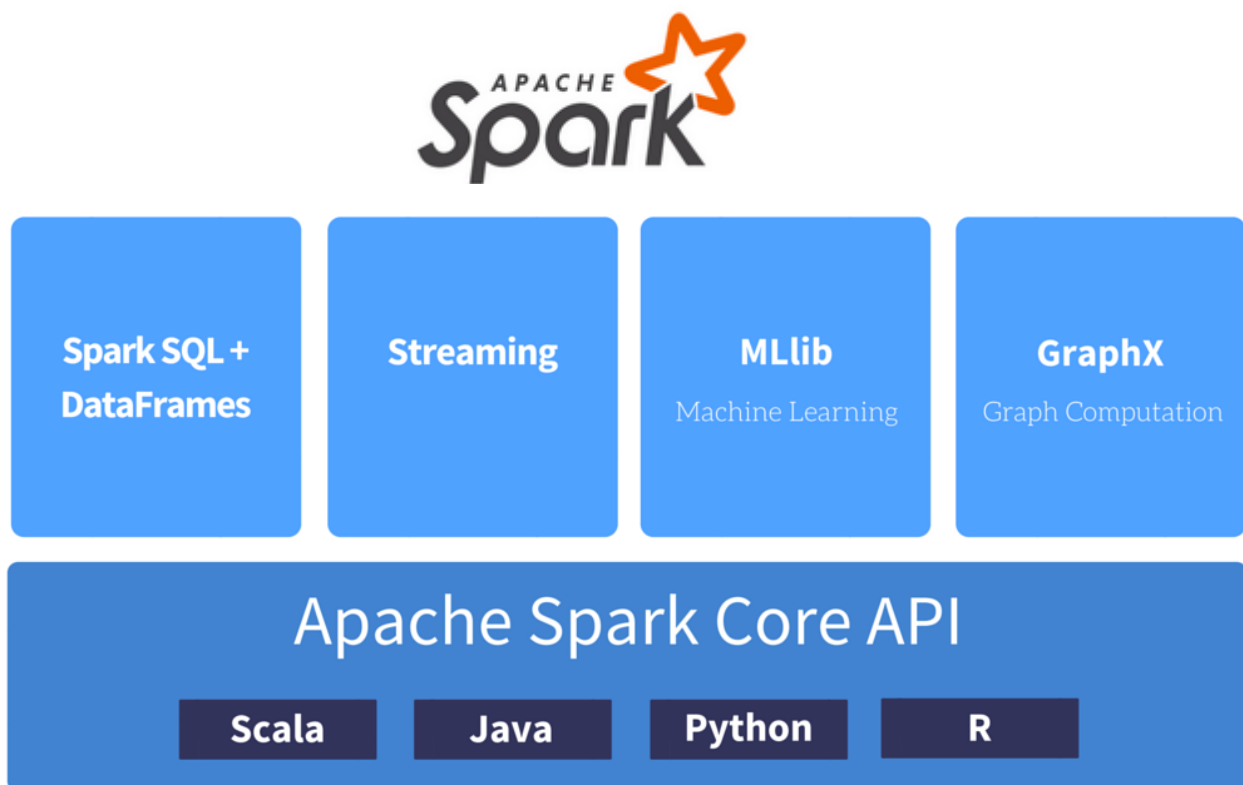 APACHE
Spark
Spark SQL +
DataFrames
Streaming
MLlib
Machine Learning
GraphX
Graph Computation
Apache Spark Core API
Scala
Java
Python
R